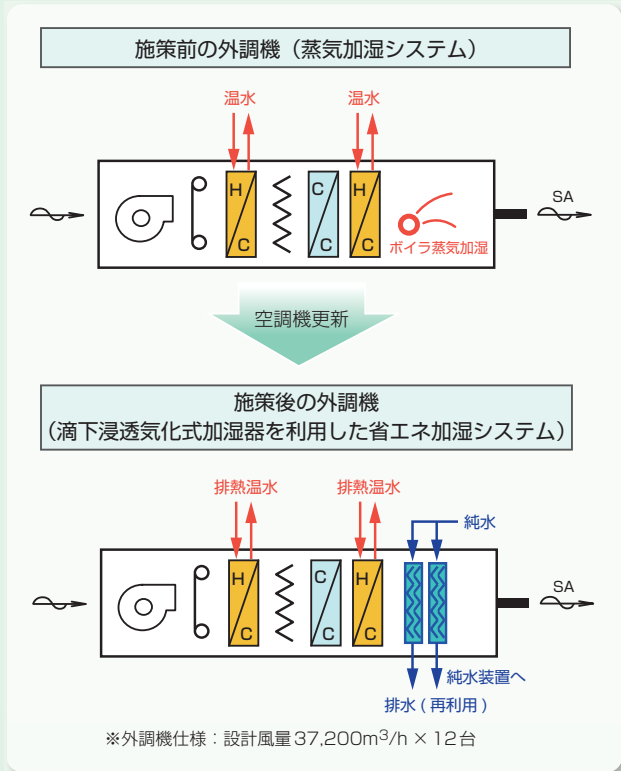 施策前の外調機（蒸気加湿システム）
温水
温水
H
C
C
C
H
C
SA
ボイラ蒸気加湿
空調機更新
施策後の外調機
（滴下浸透気化式加湿器を利用した省エネ加湿システム）
排熱温水
排熱温水
純水
H
C
C
C
H
C
SA
純水装置へ
排水（再利用）
※外調機仕様：設計風量37,200m³/h × 12台